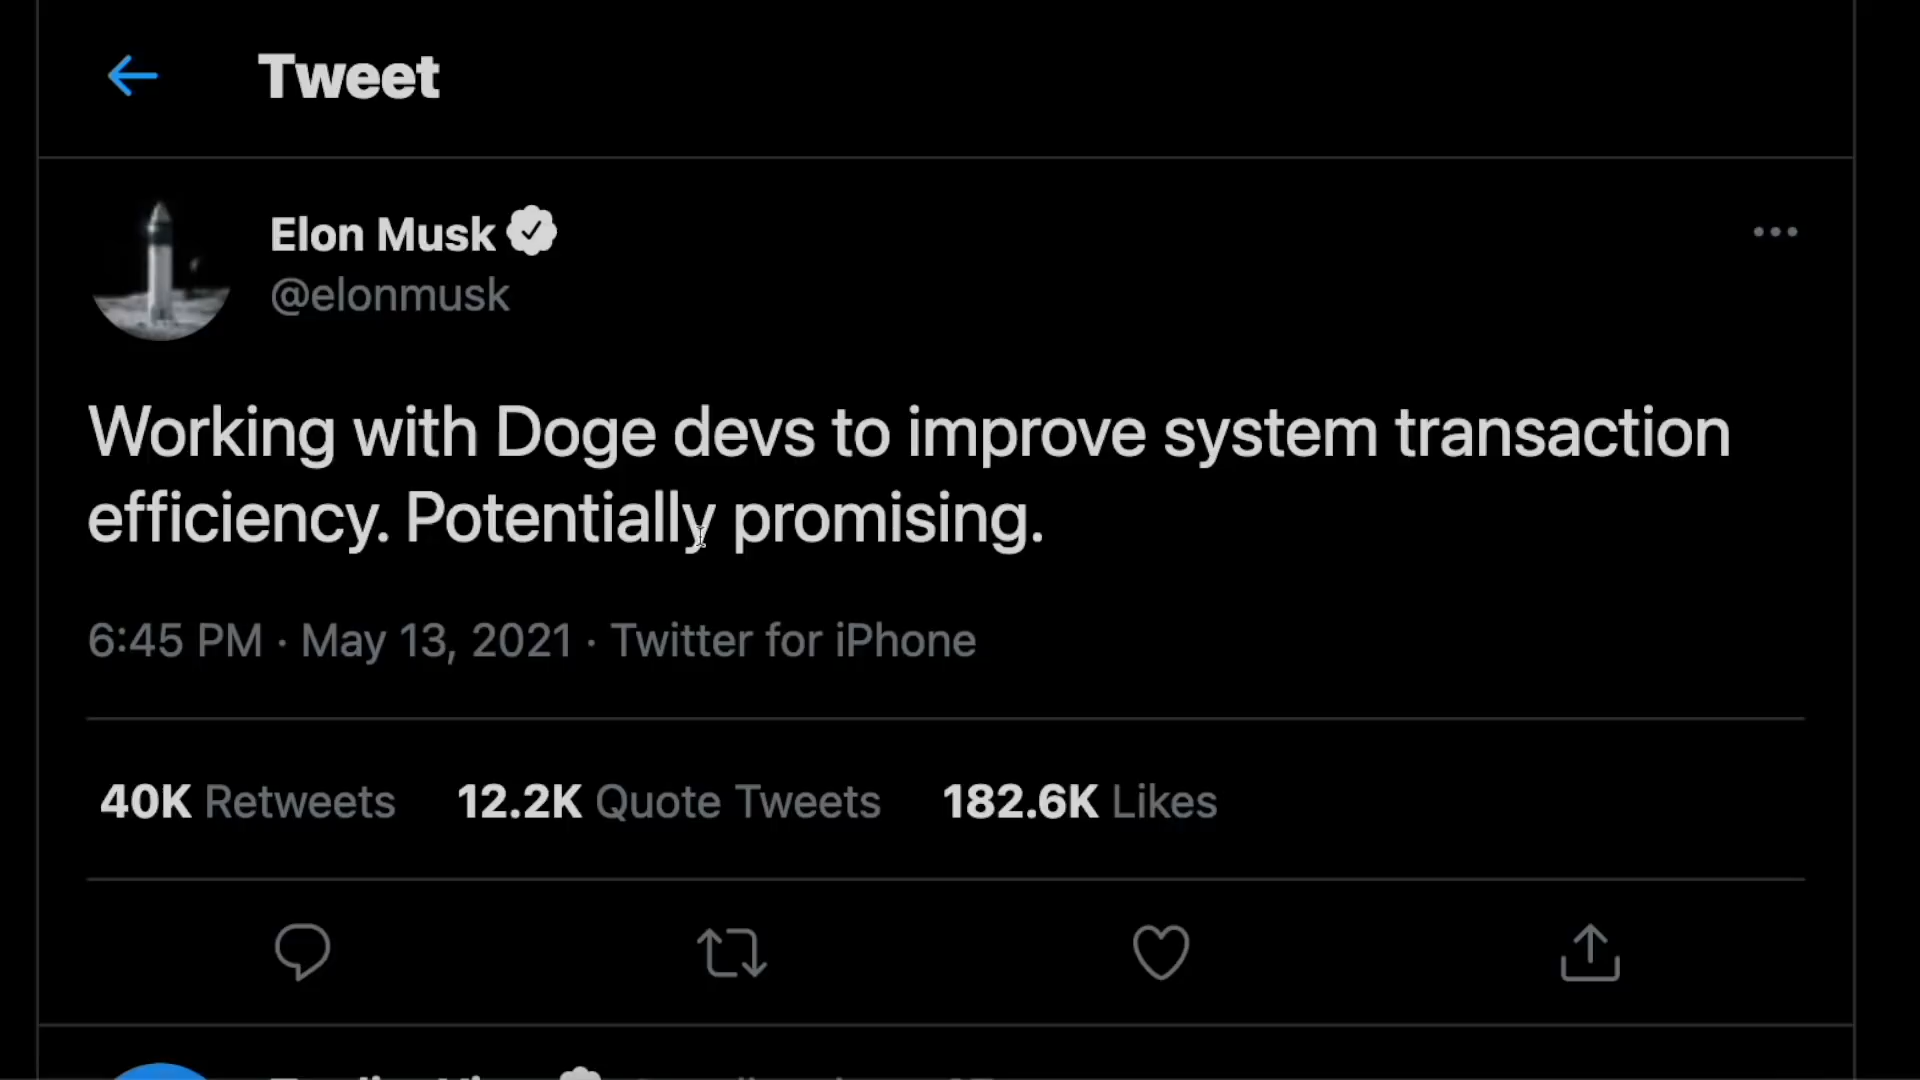 Tweet
Elon Musk
@elonmusk
Working with Doge devs to improve system transaction
efficiency. Potentially promising.
6:45 PM · May 13, 2021 · Twitter for iPhone
40K Retweets 12.2K Quote Tweets 182.6K Likes